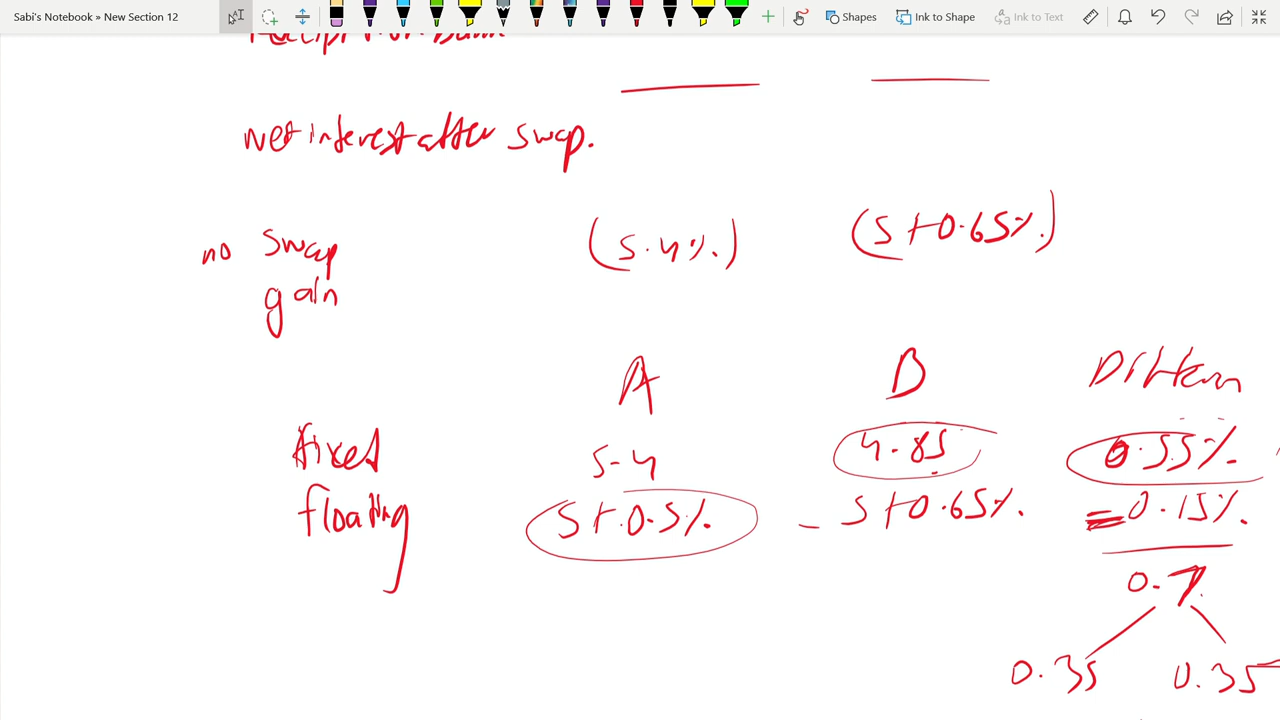 Sabi's Notebook » New Section 12
Shapes Ink to Shape Ink to Text
net interest after swap.
no swap gain (5.4%.) (S+0.65%.)
A B
fixed 5.4 4.85 0.55%.
floating S+0.5%. - S+0.65%. = 0.15%.
0.7
0.35 0.35